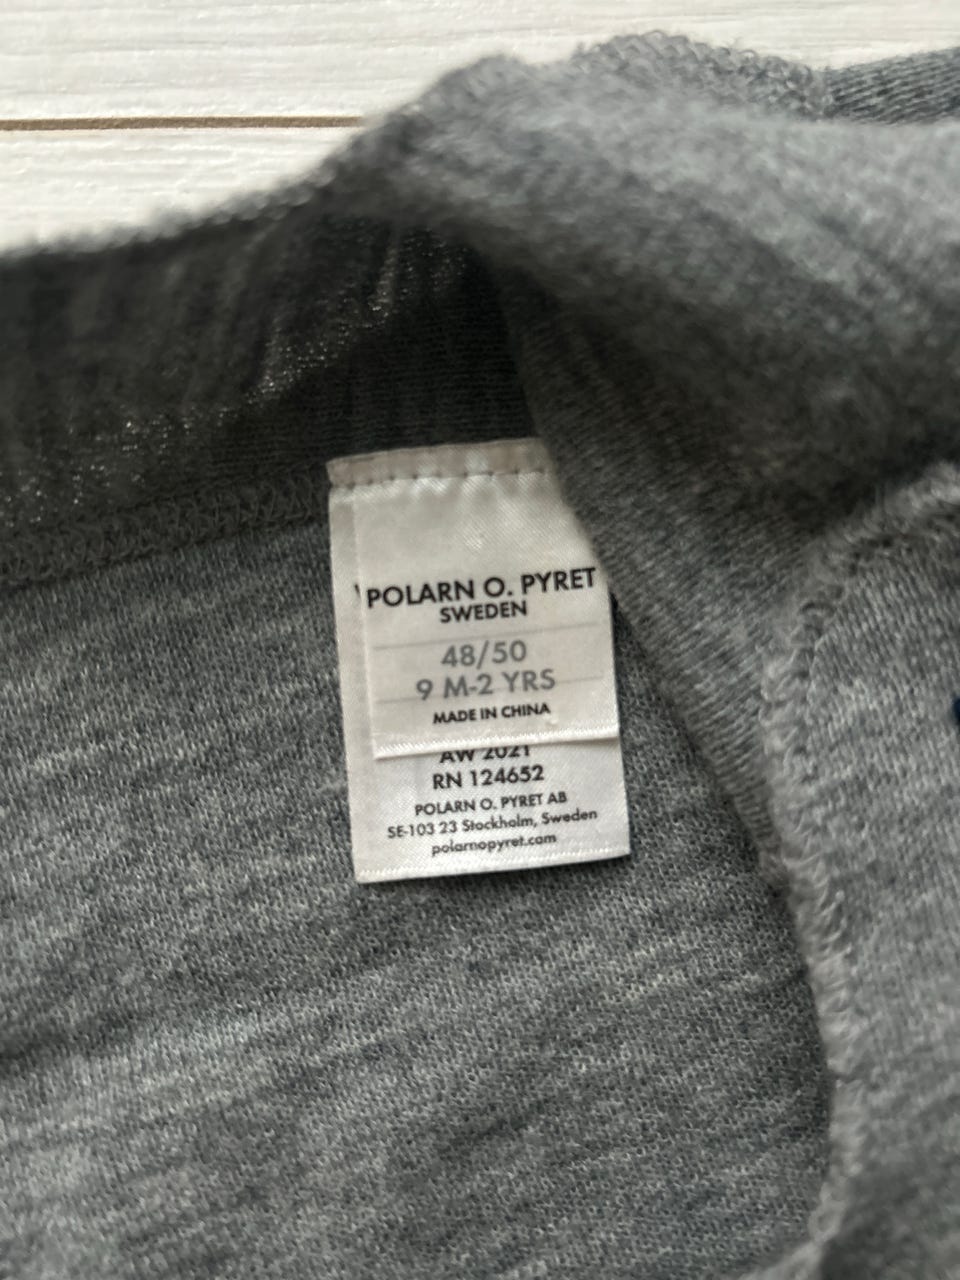 POLARN O. PYRET
SWEDEN
48/50
9 M-2 YRS
MADE IN CHINA
AW 2021
RN 124652
POLARN O. PYRET AB
SE-103 23 Stockholm, Sweden
polarnopyret.com